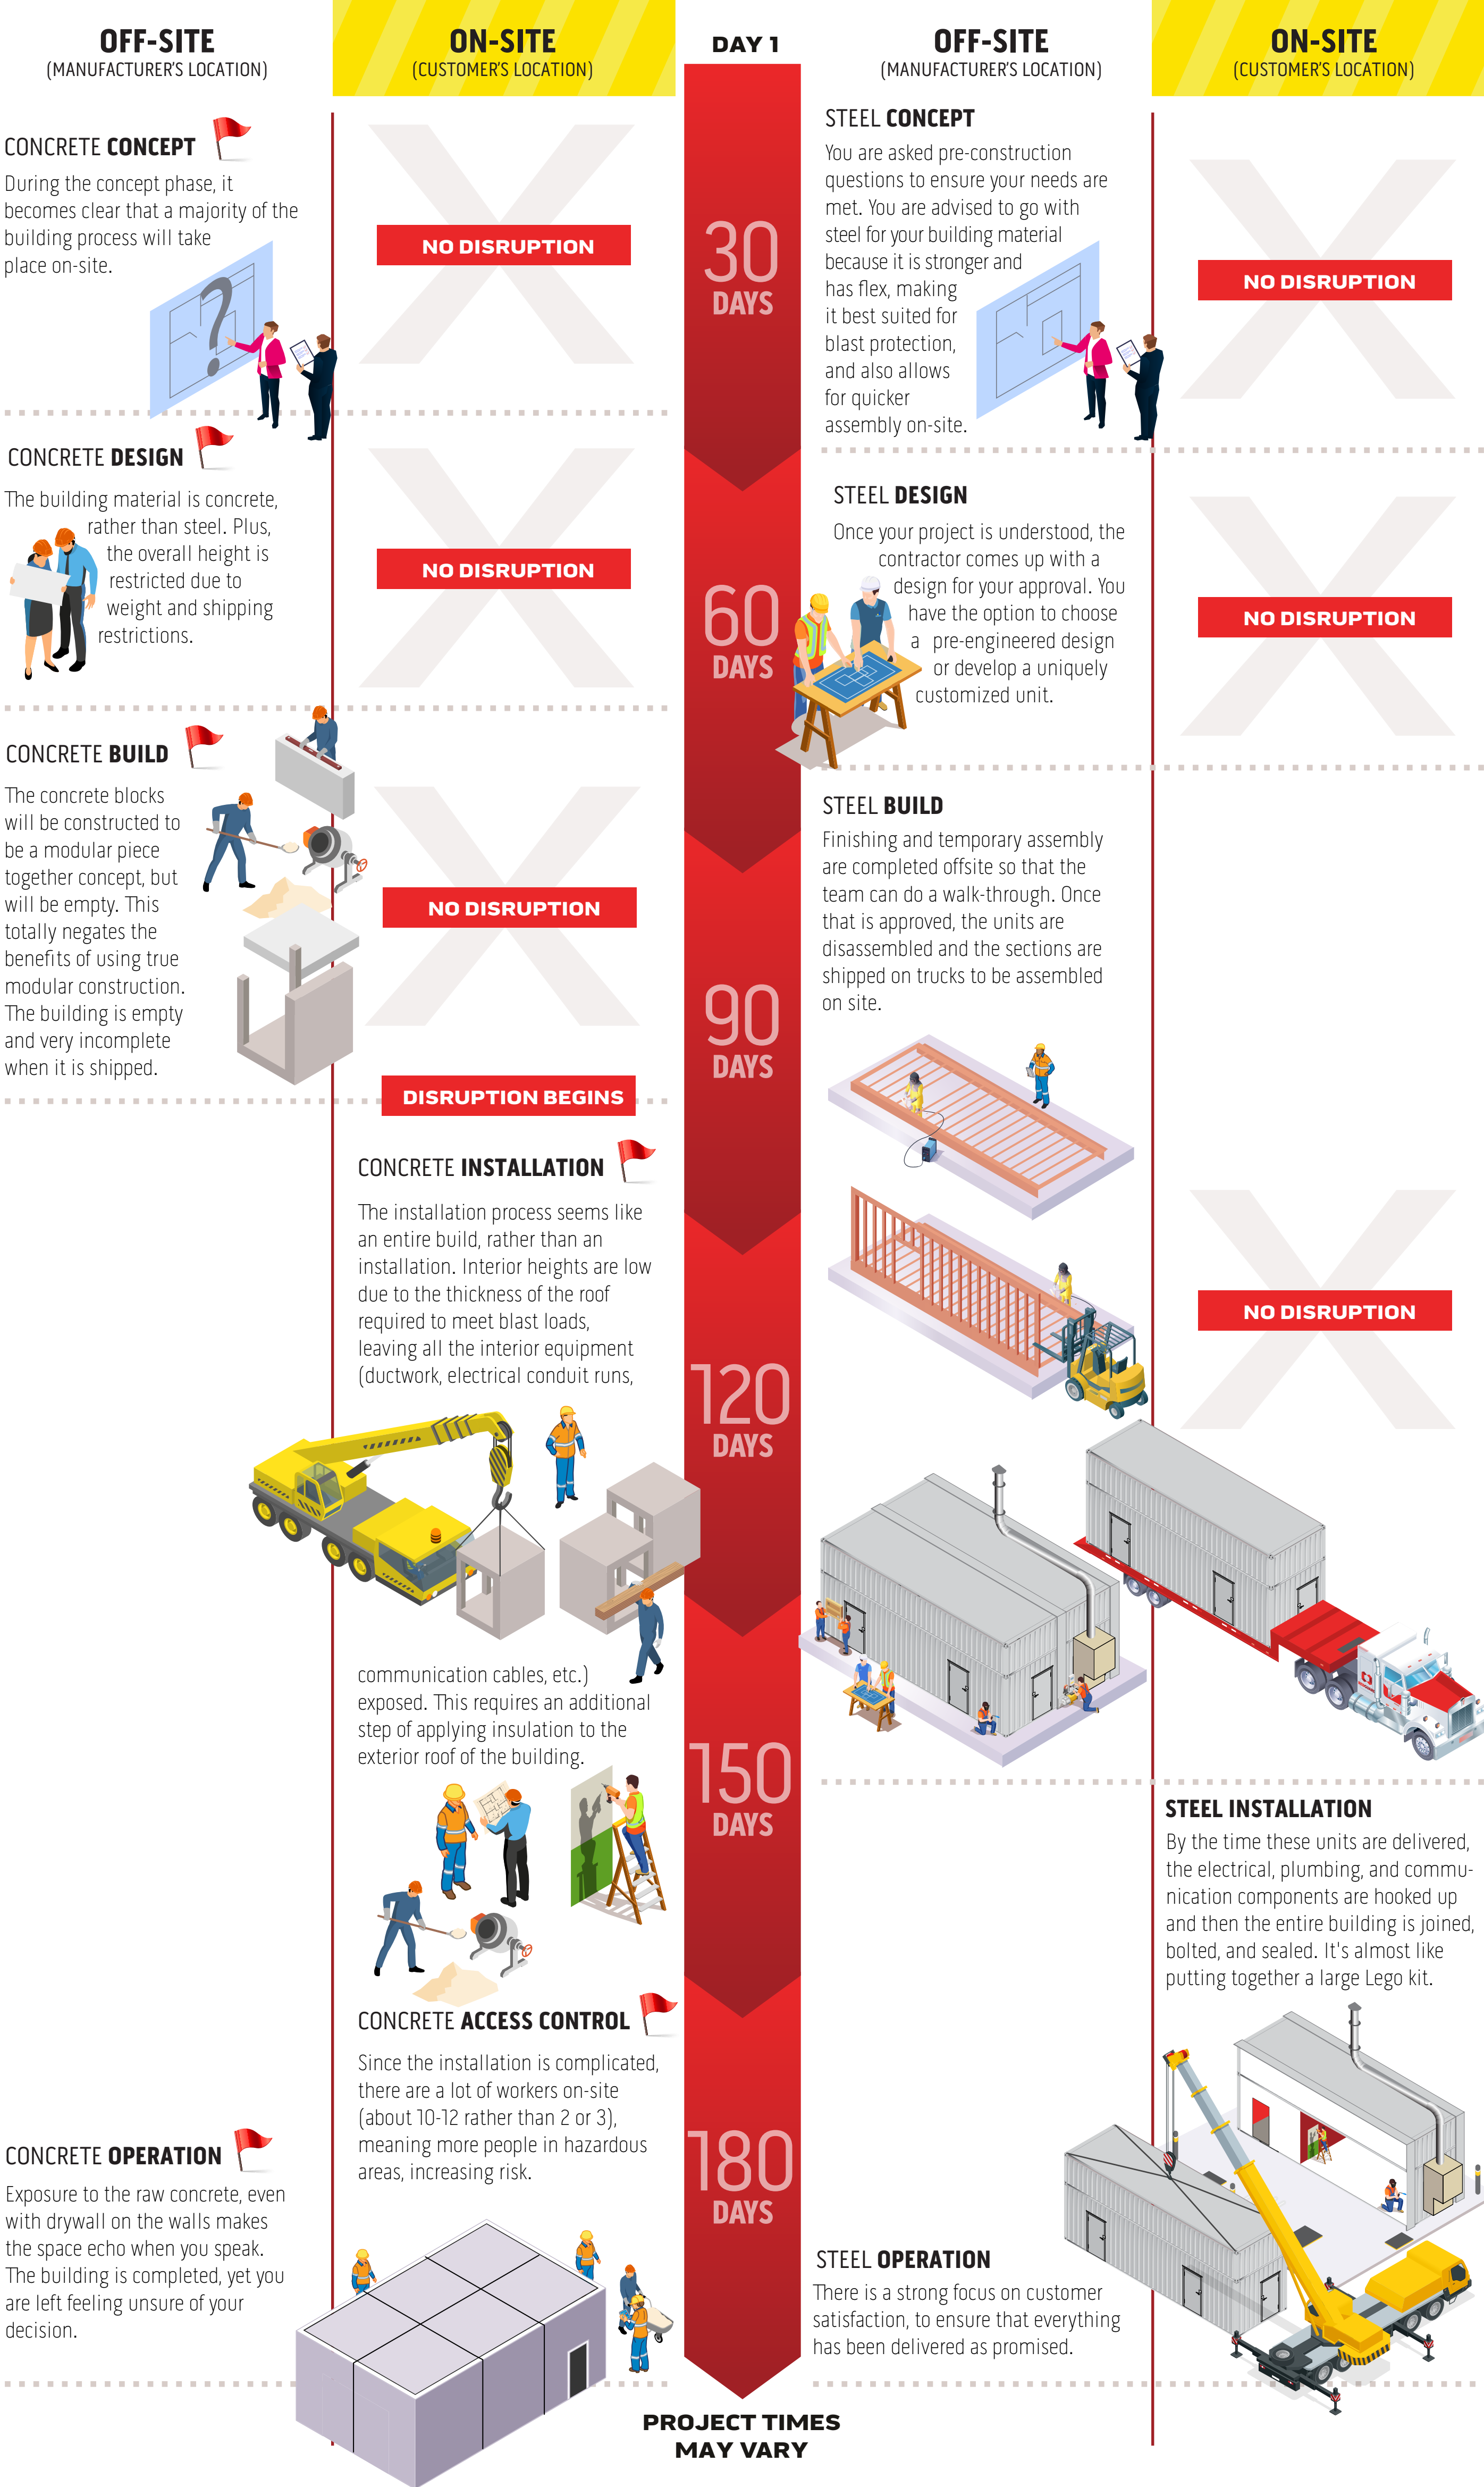 OFF-SITE
(MANUFACTURER'S LOCATION)
ON-SITE
(CUSTOMER'S LOCATION)
DAY 1
OFF-SITE
(MANUFACTURER'S LOCATION)
ON-SITE
(CUSTOMER'S LOCATION)
CONCRETE CONCEPT
During the concept phase, it
becomes clear that a majority of the
building process will take
place on-site.
NO DISRUPTION
CONCRETE DESIGN
The building material is concrete,
rather than steel. Plus,
the overall height is
restricted due to
weight and shipping
restrictions.
NO DISRUPTION
CONCRETE BUILD
The concrete blocks
will be constructed to
be a modular piece
together concept, but
will be empty. This
totally negates the
benefits of using true
modular construction.
The building is empty
and very incomplete
when it is shipped.
NO DISRUPTION
DISRUPTION BEGINS
CONCRETE INSTALLATION
The installation process seems like
an entire build, rather than an
installation. Interior heights are low
due to the thickness of the roof
required to meet blast loads,
leaving all the interior equipment
(ductwork, electrical conduit runs,
communication cables, etc.)
exposed. This requires an additional
step of applying insulation to the
exterior roof of the building.
CONCRETE ACCESS CONTROL
Since the installation is complicated,
there are a lot of workers on-site
(about 10-12 rather than 2 or 3),
meaning more people in hazardous
areas, increasing risk.
CONCRETE OPERATION
Exposure to the raw concrete, even
with drywall on the walls makes
the space echo when you speak.
The building is completed, yet you
are left feeling unsure of your
decision.
30
DAYS
60
DAYS
90
DAYS
120
DAYS
150
DAYS
180
DAYS
PROJECT TIMES
MAY VARY
STEEL CONCEPT
You are asked pre-construction
questions to ensure your needs are
met. You are advised to go with
steel for your building material
because it is stronger and
has flex, making
it best suited for
blast protection,
and also allows
for quicker
assembly on-site.
NO DISRUPTION
STEEL DESIGN
Once your project is understood, the
contractor comes up with a
design for your approval. You
have the option to choose
a pre-engineered design
or develop a uniquely
customized unit.
NO DISRUPTION
STEEL BUILD
Finishing and temporary assembly
are completed offsite so that the
team can do a walk-through. Once
that is approved, the units are
disassembled and the sections are
shipped on trucks to be assembled
on site.
NO DISRUPTION
STEEL INSTALLATION
By the time these units are delivered,
the electrical, plumbing, and commu-
nication components are hooked up
and then the entire building is joined,
bolted, and sealed. It's almost like
putting together a large Lego kit.
STEEL OPERATION
There is a strong focus on customer
satisfaction, to ensure that everything
has been delivered as promised.